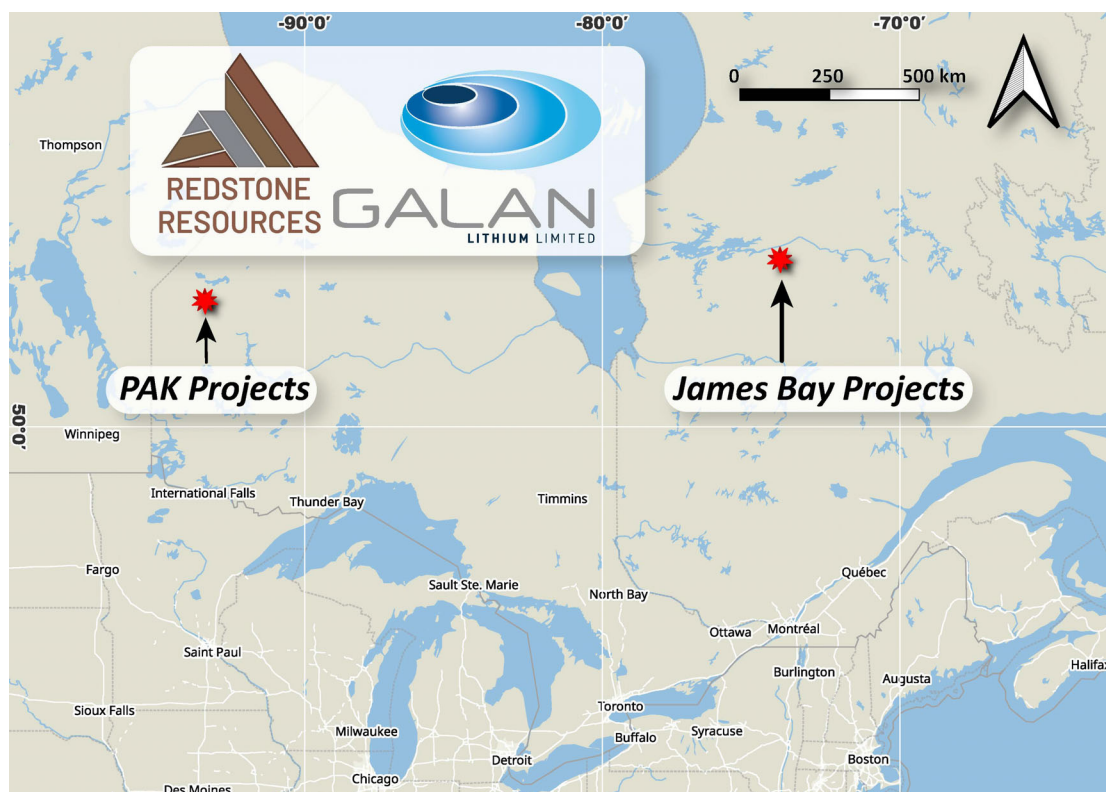 -90°0'
-80°0'
-70°0'
0 250 500 km
REDSTONE
RESOURCES
GALAN
LITHIUM LIMITED
Thompson
PAK Projects
James Bay Projects
50°0'
Winnipeg
International Falls
Thunder Bay
Timmins
Fargo
Sault Ste. Marie
North Bay
Québec
Ottawa
Montréal
Saint Paul
Burlington
Augusta
Halifax
Sioux Falls
Toronto
Milwaukee
Buffalo
Syracuse
Detroit
Boston
Chicago
Des Moines